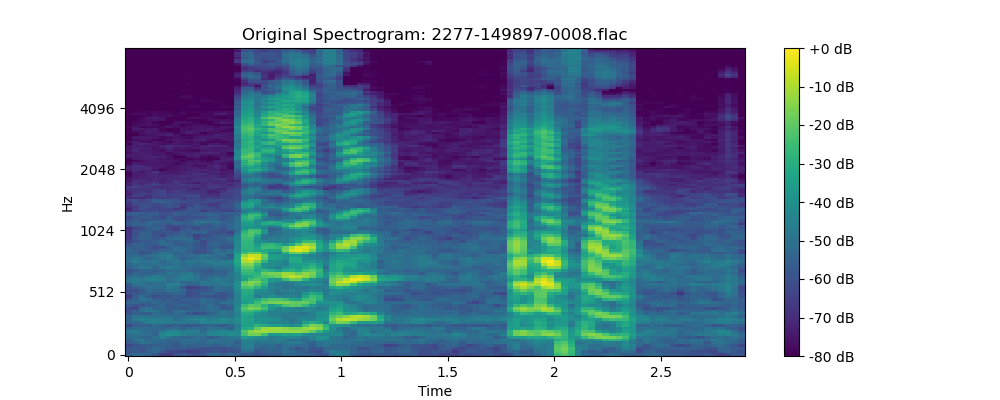 Original Spectrogram: 2277-149897-0008.flac
Hz
4096
2048
1024
512
0
0 0.5 1 1.5 2 2.5
Time
+0 dB
-10 dB
-20 dB
-30 dB
-40 dB
-50 dB
-60 dB
-70 dB
-80 dB